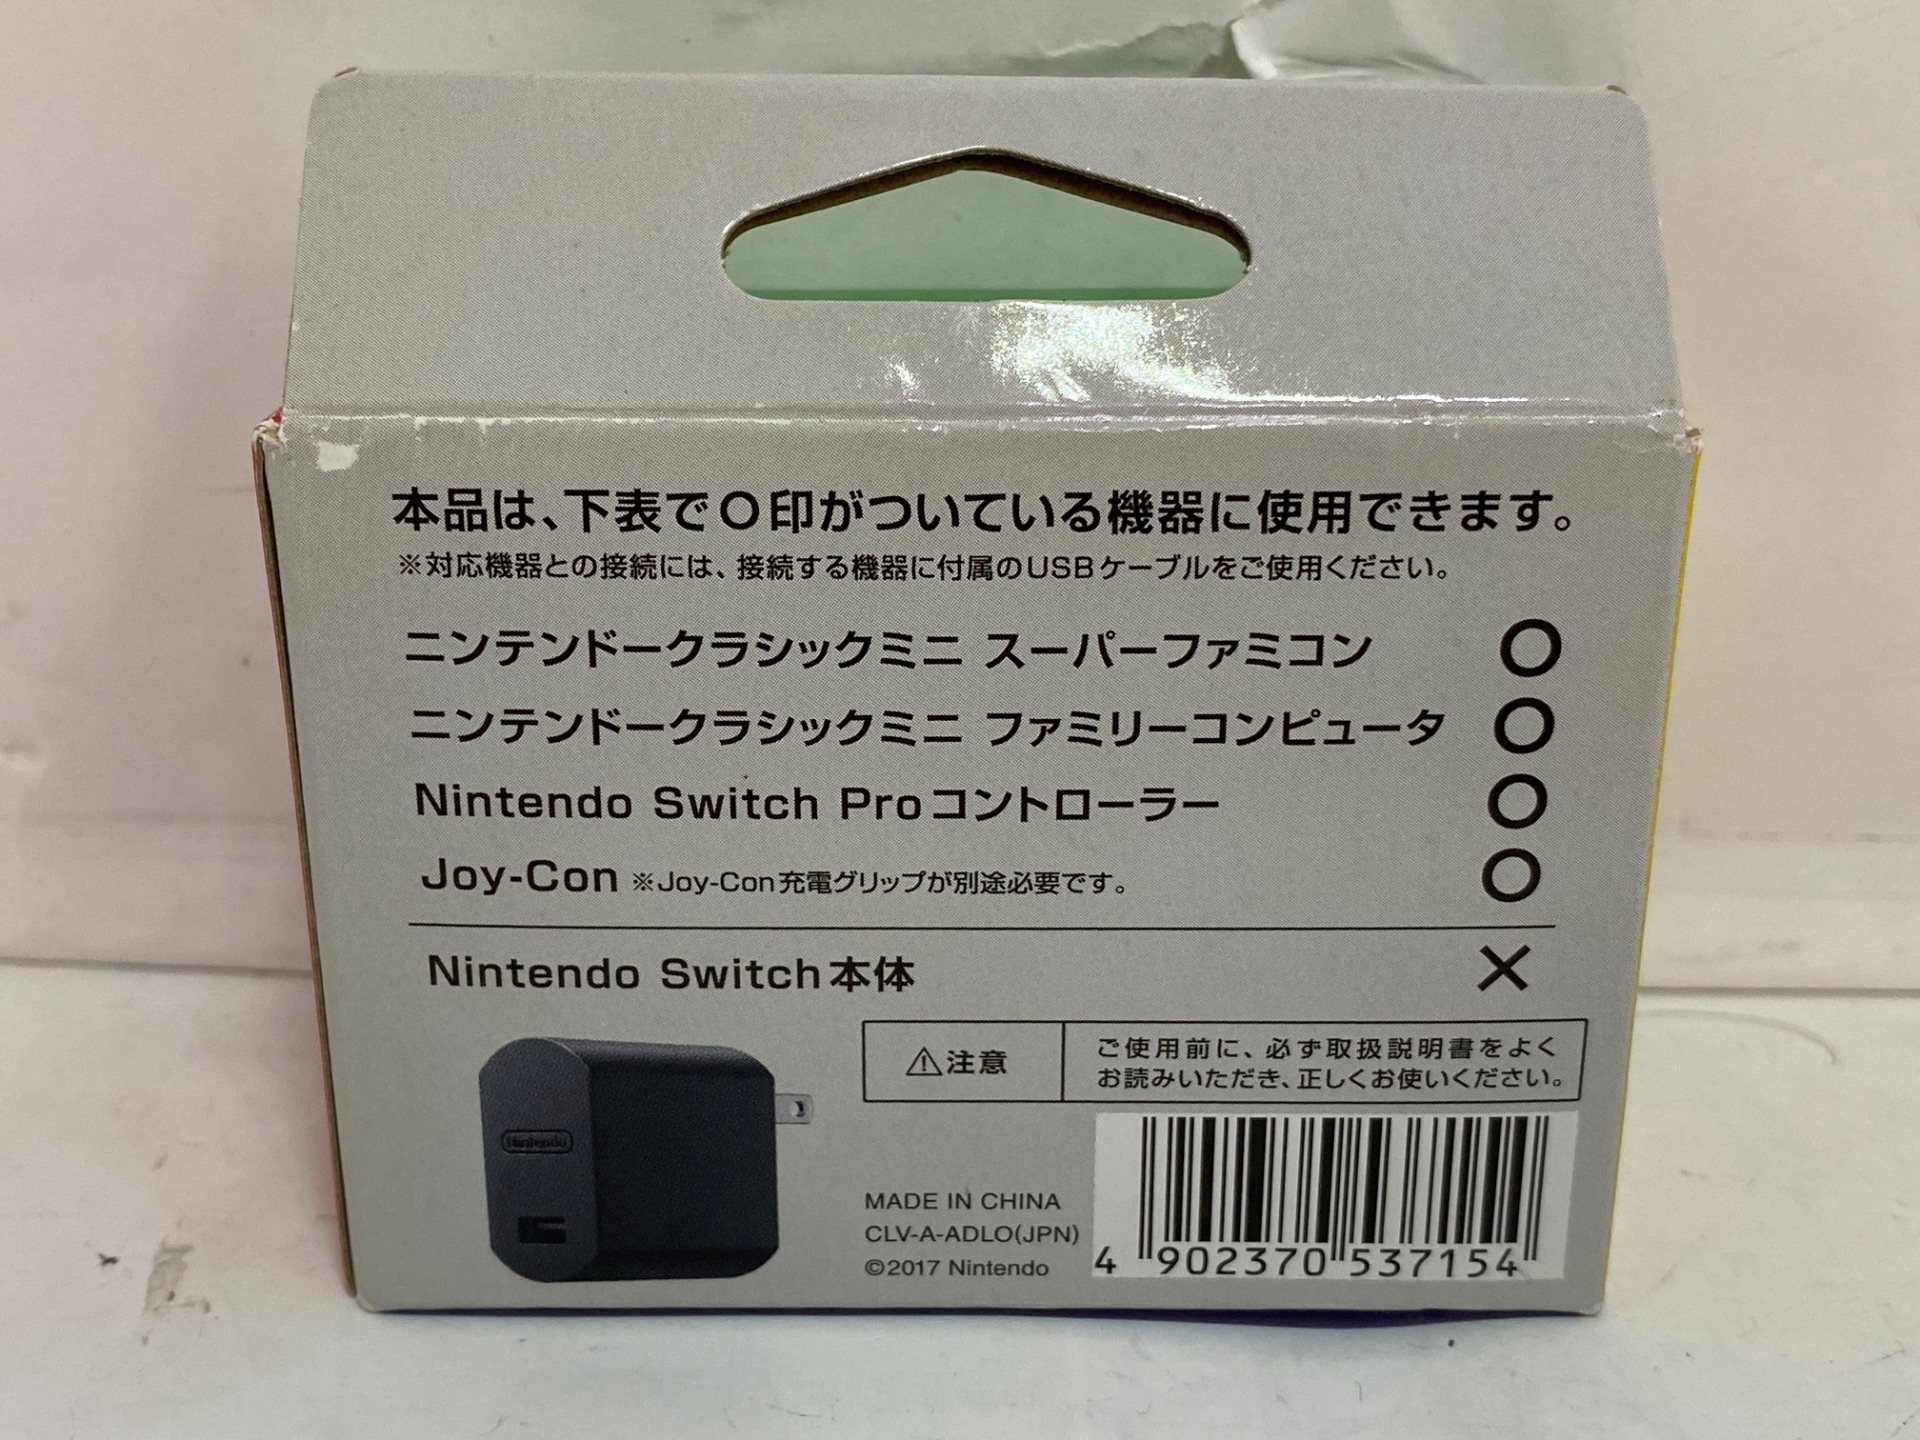 本品は、下表で○印がついている機器に使用できます。
※対応機器との接続には、接続する機器に付属のUSBケーブルをご使用ください。
ニンテンドークラシックミニ スーパーファミコン ○
ニンテンドークラシックミニ ファミリーコンピュータ ○
Nintendo Switch Proコントローラー ○
Joy-Con ※Joy-Con充電グリップが別途必要です。 ○
Nintendo Switch本体 ×
⚠注意
ご使用前に、必ず取扱説明書をよく
お読みいただき、正しくお使いください。
Nintendo
MADE IN CHINA
CLV-A-ADLO(JPN)
©2017 Nintendo
4 902370 537154